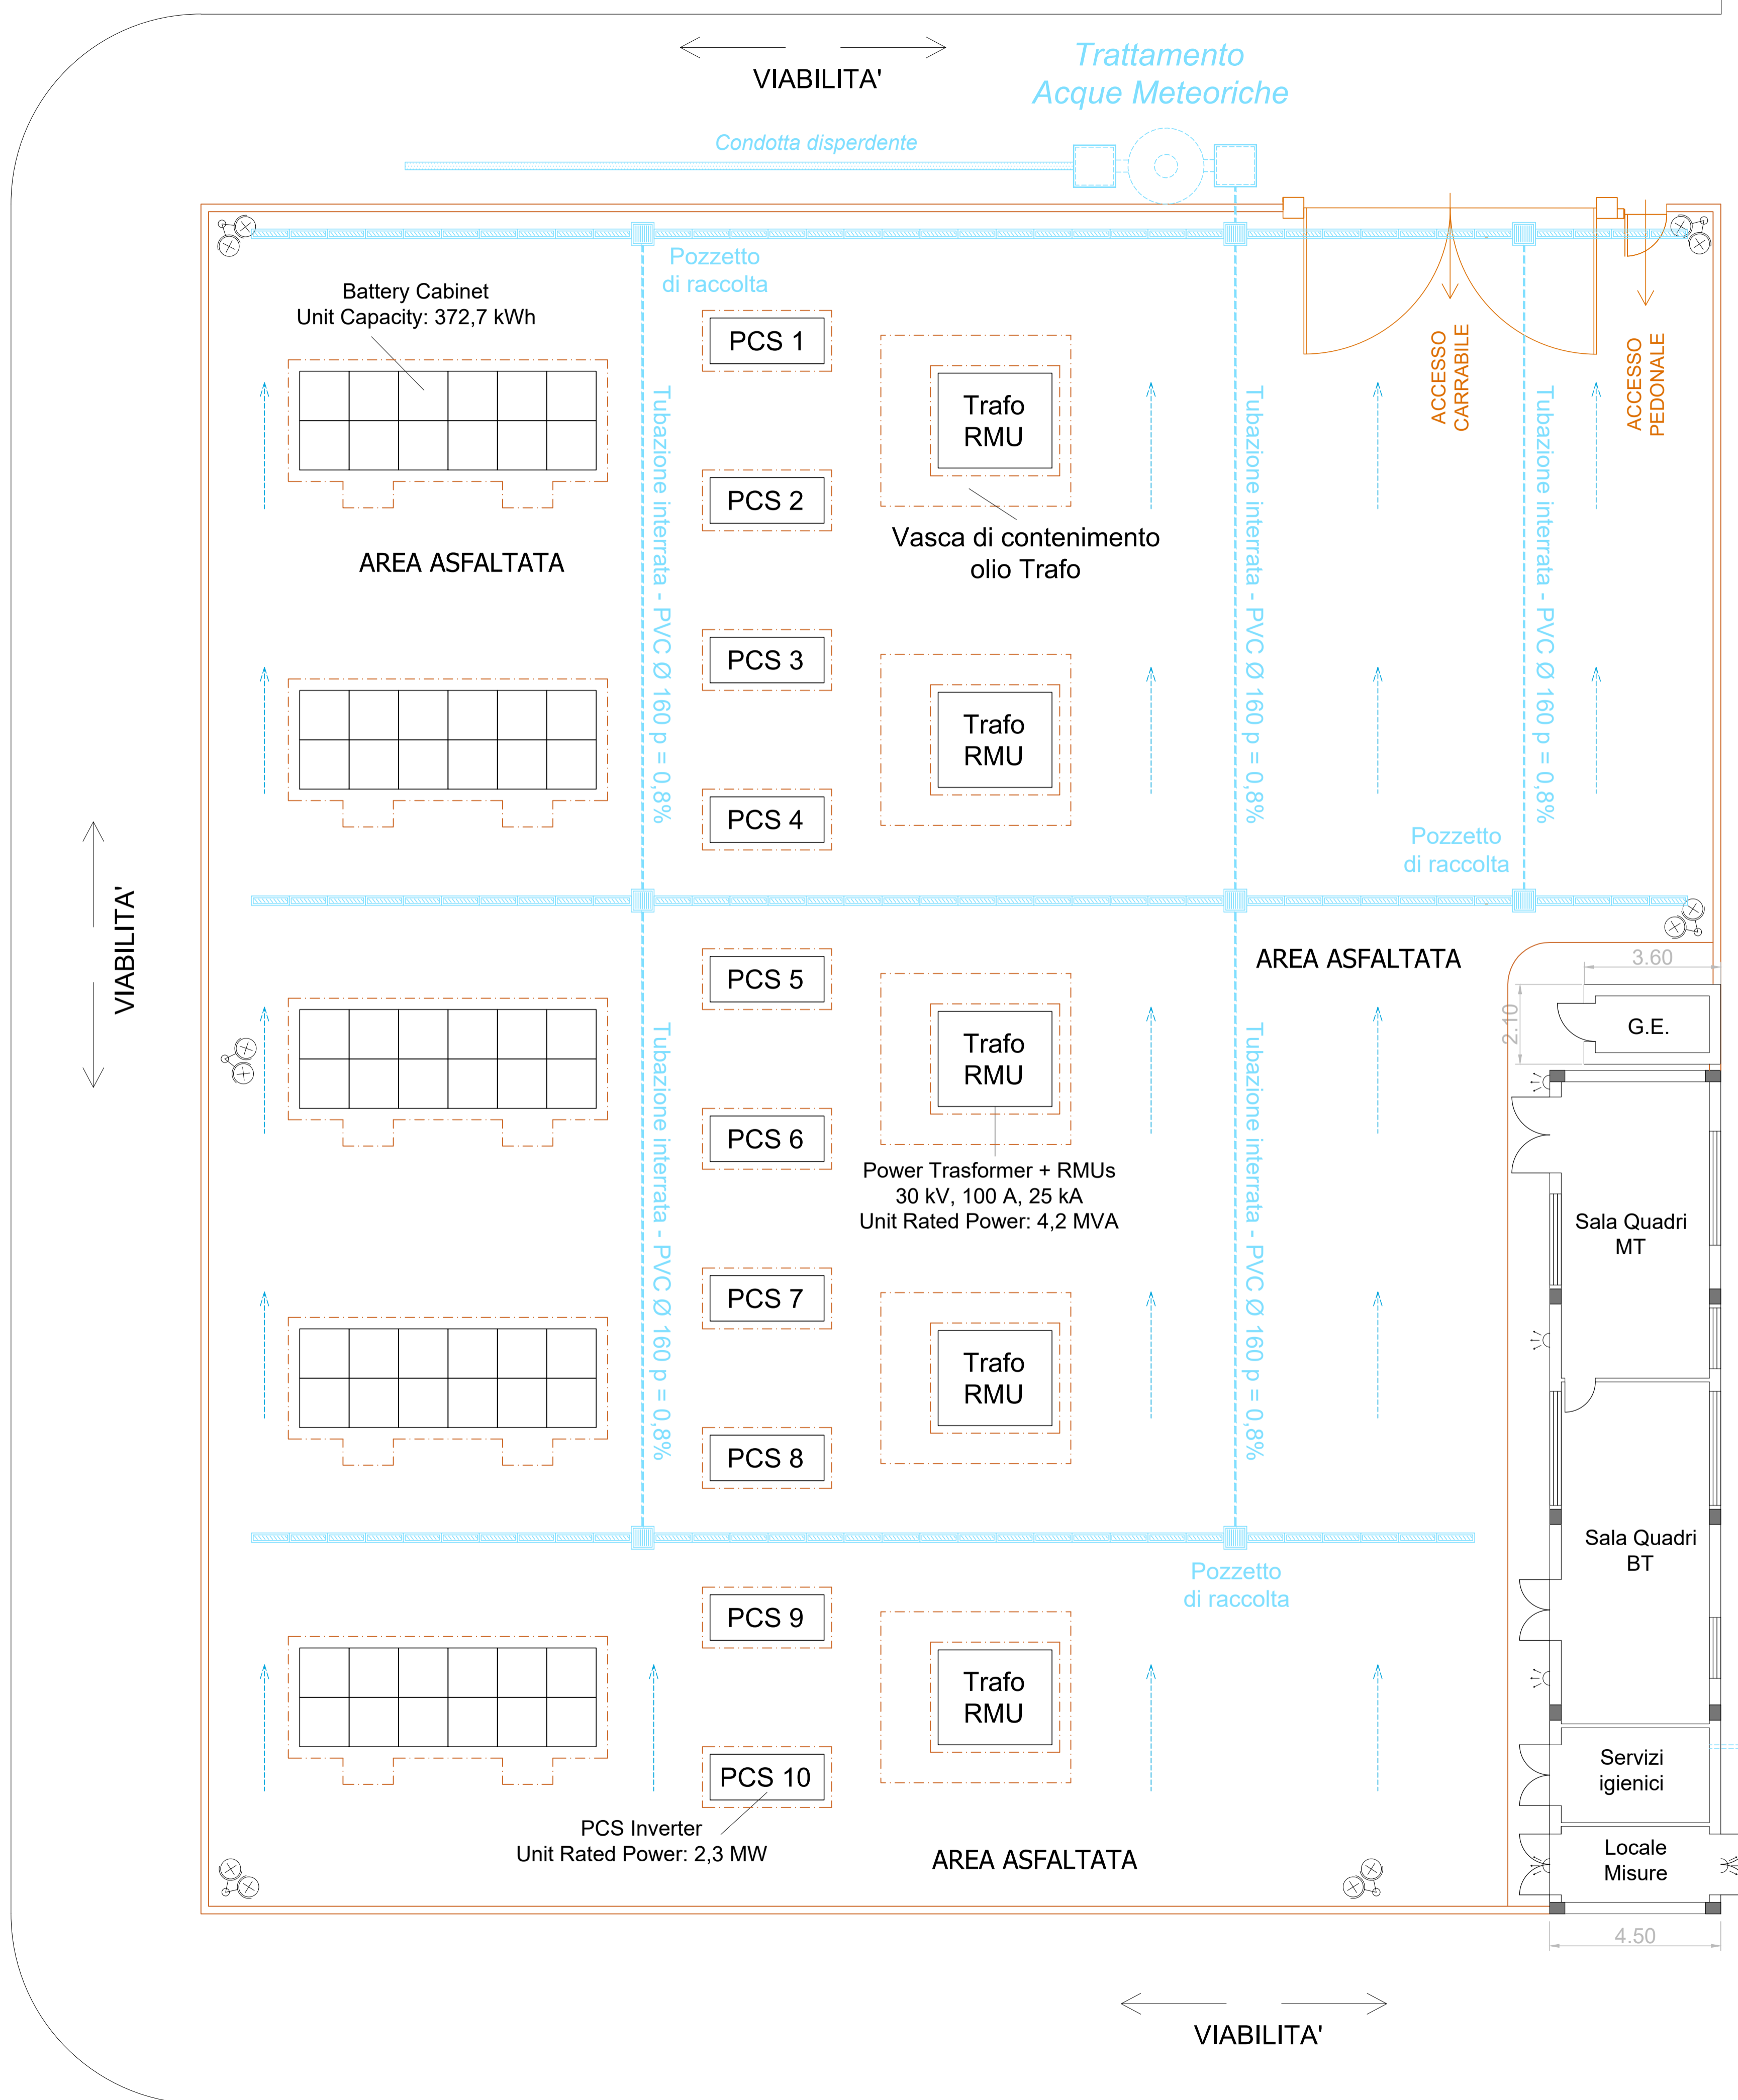 VIABILITA'
Trattamento
Acque Meteoriche
Condotta disperdente
Pozzetto
di raccolta
Battery Cabinet
Unit Capacity: 372,7 kWh
PCS 1
Trafo
RMU
ACCESSO
CARRABILE
ACCESSO
PEDONALE
Tubazione interrata - PVC Ø 160 p = 0,8%
Tubazione interrata - PVC Ø 160 p = 0,8%
Tubazione interrata - PVC Ø 160 p = 0,8%
PCS 2
Vasca di contenimento
olio Trafo
AREA ASFALTATA
PCS 3
Trafo
RMU
PCS 4
Pozzetto
di raccolta
VIABILITA'
AREA ASFALTATA
3.60
2.10
G.E.
PCS 5
Trafo
RMU
Tubazione interrata - PVC Ø 160 p = 0,8%
Tubazione interrata - PVC Ø 160 p = 0,8%
PCS 6
Power Trasformer + RMUs
30 kV, 100 A, 25 kA
Unit Rated Power: 4,2 MVA
Sala Quadri
MT
PCS 7
Trafo
RMU
PCS 8
Sala Quadri
BT
Pozzetto
di raccolta
PCS 9
Trafo
RMU
PCS 10
Servizi
igienici
PCS Inverter
Unit Rated Power: 2,3 MW
AREA ASFALTATA
Locale
Misure
4.50
VIABILITA'